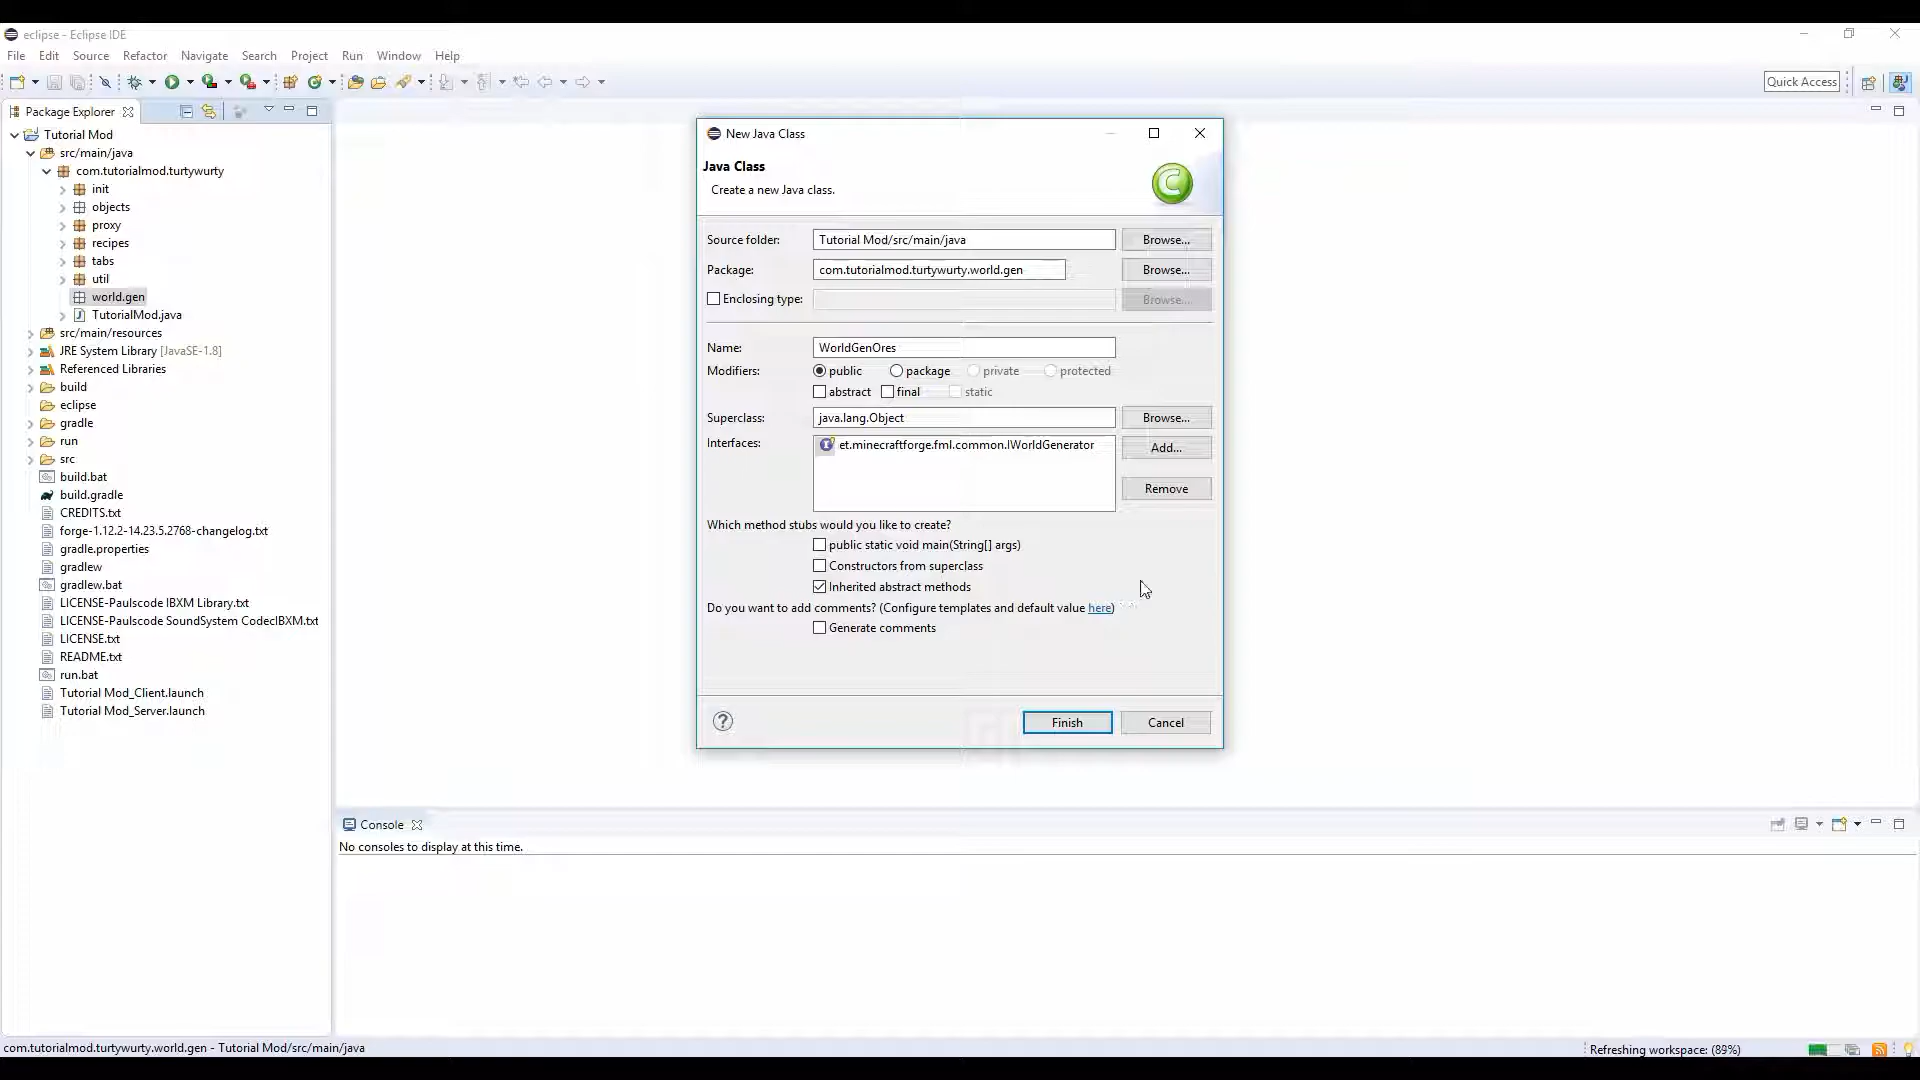 eclipse - Eclipse IDE
File Edit Source Refactor Navigate Search Project Run Window Help
Quick Access
Package Explorer
Tutorial Mod
src/main/java
com.tutorialmod.turtywurty
init
objects
proxy
recipes
tabs
util
world.gen
TutorialMod.java
src/main/resources
JRE System Library [JavaSE-1.8]
Referenced Libraries
build
eclipse
gradle
run
src
build.bat
build.gradle
CREDITS.txt
forge-1.12.2-14.23.5.2768-changelog.txt
gradle.properties
gradlew
gradlew.bat
LICENSE-Paulscode IBXM Library.txt
LICENSE-Paulscode SoundSystem CodecIBXM.txt
LICENSE.txt
README.txt
run.bat
Tutorial Mod_Client.launch
Tutorial Mod_Server.launch
New Java Class
Java Class
Create a new Java class.
Source folder: Tutorial Mod/src/main/java Browse...
Package: com.tutorialmod.turtywurty.world.gen Browse...
Enclosing type: Browse...
Name: WorldGenOres
Modifiers: public package private protected
abstract final static
Superclass: java.lang.Object Browse...
Interfaces: et.minecraftforge.fml.common.IWorldGenerator Add...
Remove
Which method stubs would you like to create?
public static void main(String[] args)
Constructors from superclass
Inherited abstract methods
Do you want to add comments? (Configure templates and default value here)
Generate comments
Finish Cancel
Console
No consoles to display at this time.
com.tutorialmod.turtywurty.world.gen - Tutorial Mod/src/main/java
Refreshing workspace: (89%)